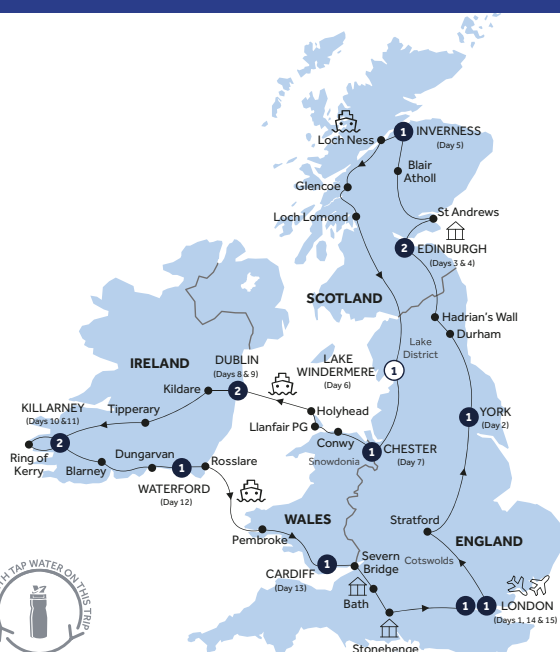 Loch Ness
1
INVERNESS
(Day 5)
Blair
Atholl
Glencoe
Loch Lomond
St Andrews
2
EDINBURGH
(Days 3 & 4)
SCOTLAND
Hadrian's Wall
Durham
Lake
District
IRELAND
DUBLIN
(Days 8 & 9)
2
LAKE
WINDERMERE
(Day 6)
1
Kildare
KILLARNEY
(Days 10 &11)
2
Tipperary
Holyhead
Llanfair PG
Conwy
Snowdonia
1
CHESTER
(Day 7)
1
YORK
(Day 2)
Ring of
Kerry
Blarney
Dungarvan
1
Rosslare
WATERFORD
(Day 12)
WALES
Pembroke
Stratford
ENGLAND
Cotswolds
1
CARDIFF
(Day 13)
Severn
Bridge
Bath
Stonehenge
1
1
LONDON
(Days 1, 14 & 15)
TAP WATER ON THIS TRIP